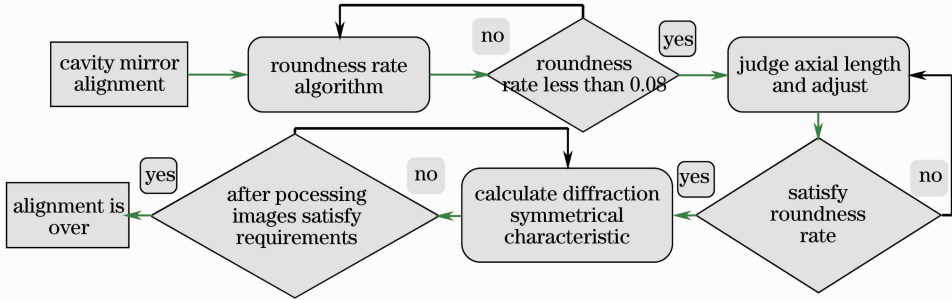 cavity mirror
alignment
roundness rate
algorithm
no
roundness
rate less than 0.08
yes
judge axial length
and adjust
satisfy
roundness
rate
no
yes
calculate diffraction
symmetrical
characteristic
no
after pocessing
images satisfy
requirements
yes
alignment is
over